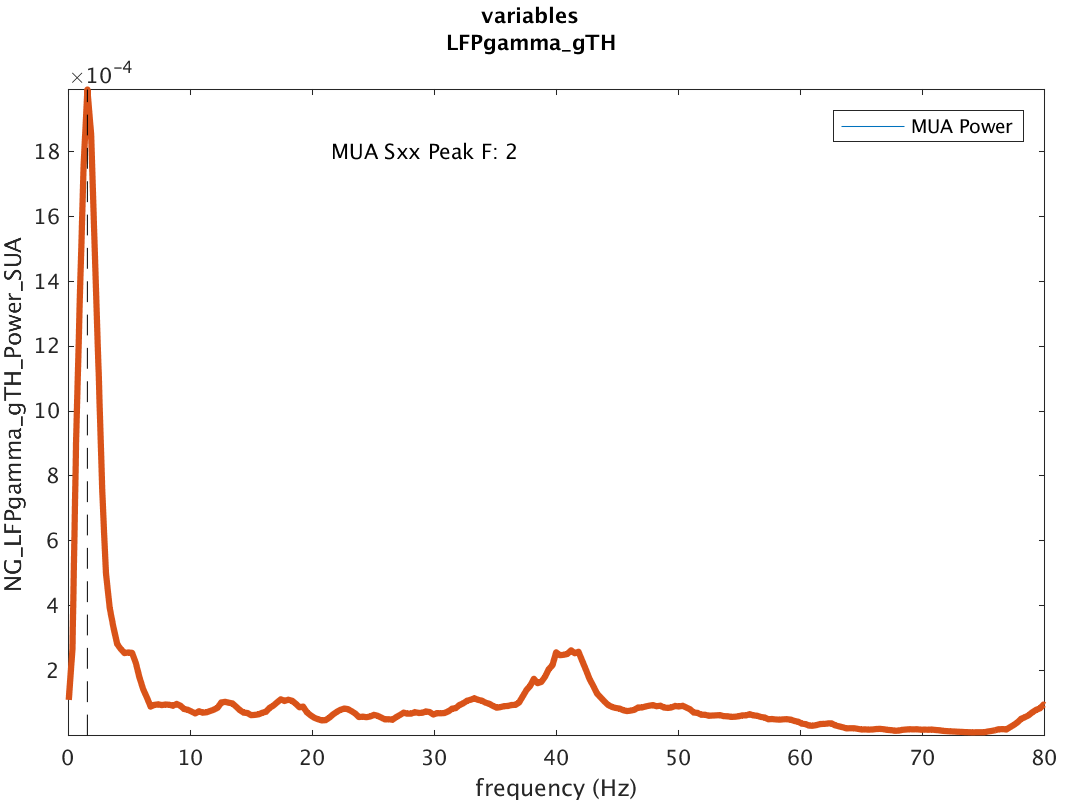 variables
LFPgamma_gTH
×10⁻⁴
MUA Power
MUA Sxx Peak F: 2
18
16
14
12
10
8
6
4
2
NG_LFPgamma_gTH_Power_SUA
0 10 20 30 40 50 60 70 80
frequency (Hz)